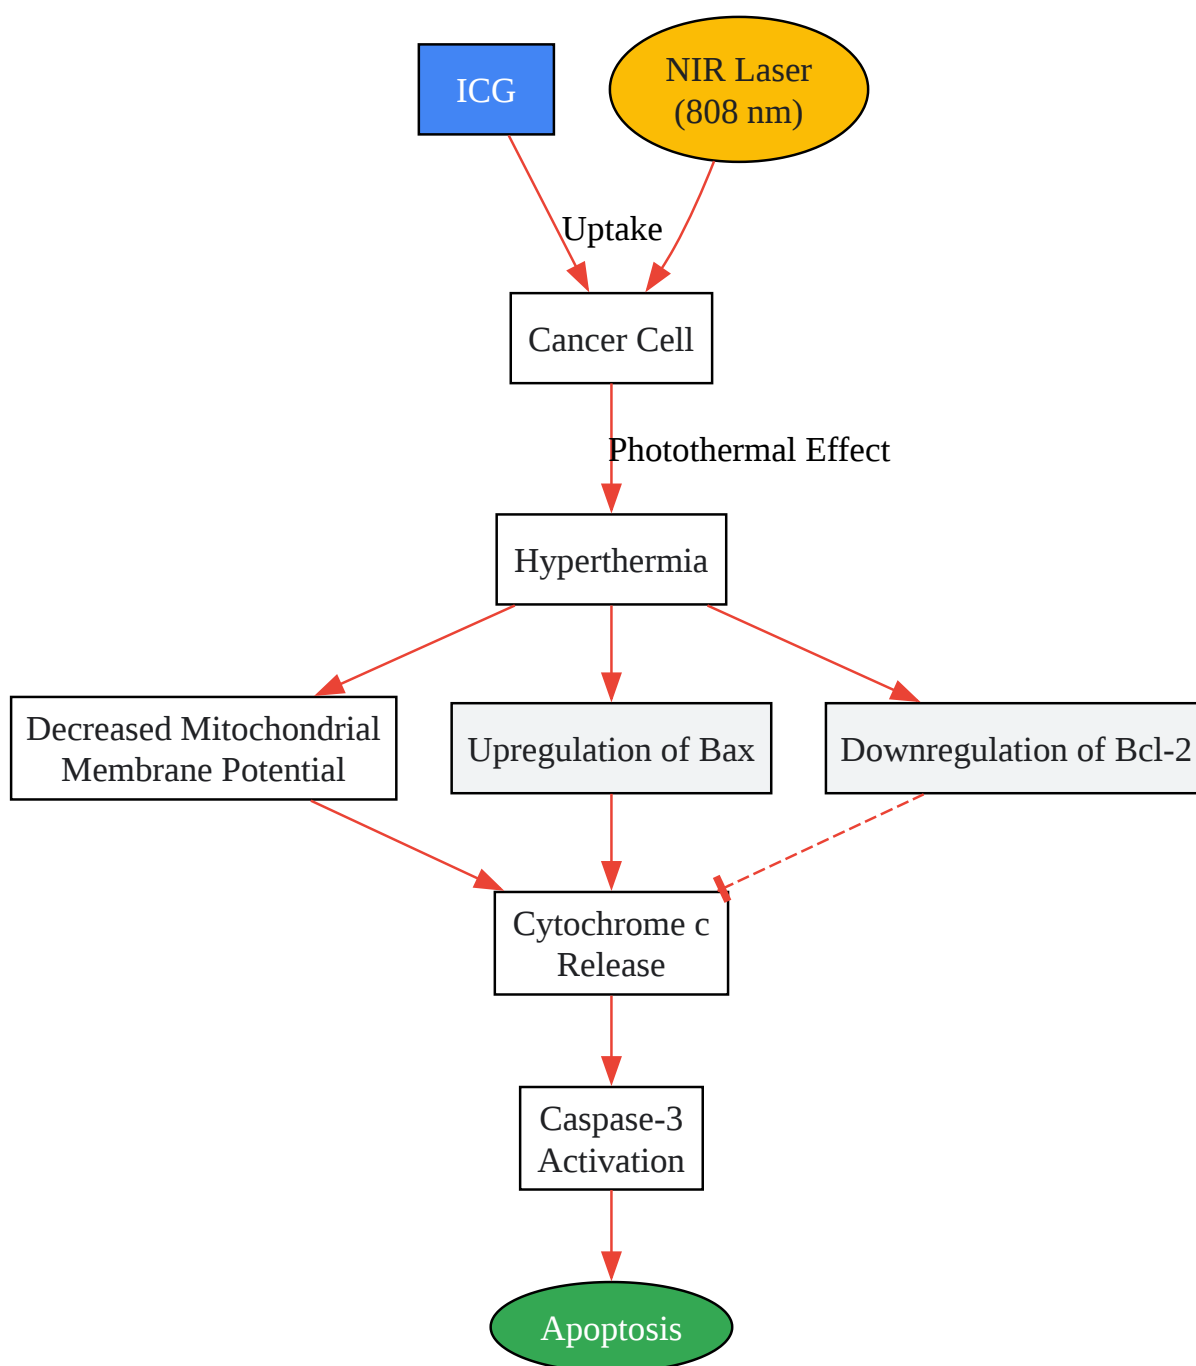 ICG
NIR Laser
(808 nm)
Uptake
Cancer Cell
Photothermal Effect
Hyperthermia
Decreased Mitochondrial
Membrane Potential
Upregulation of Bax
Downregulation of Bcl-2
Cytochrome c
Release
Caspase-3
Activation
Apoptosis